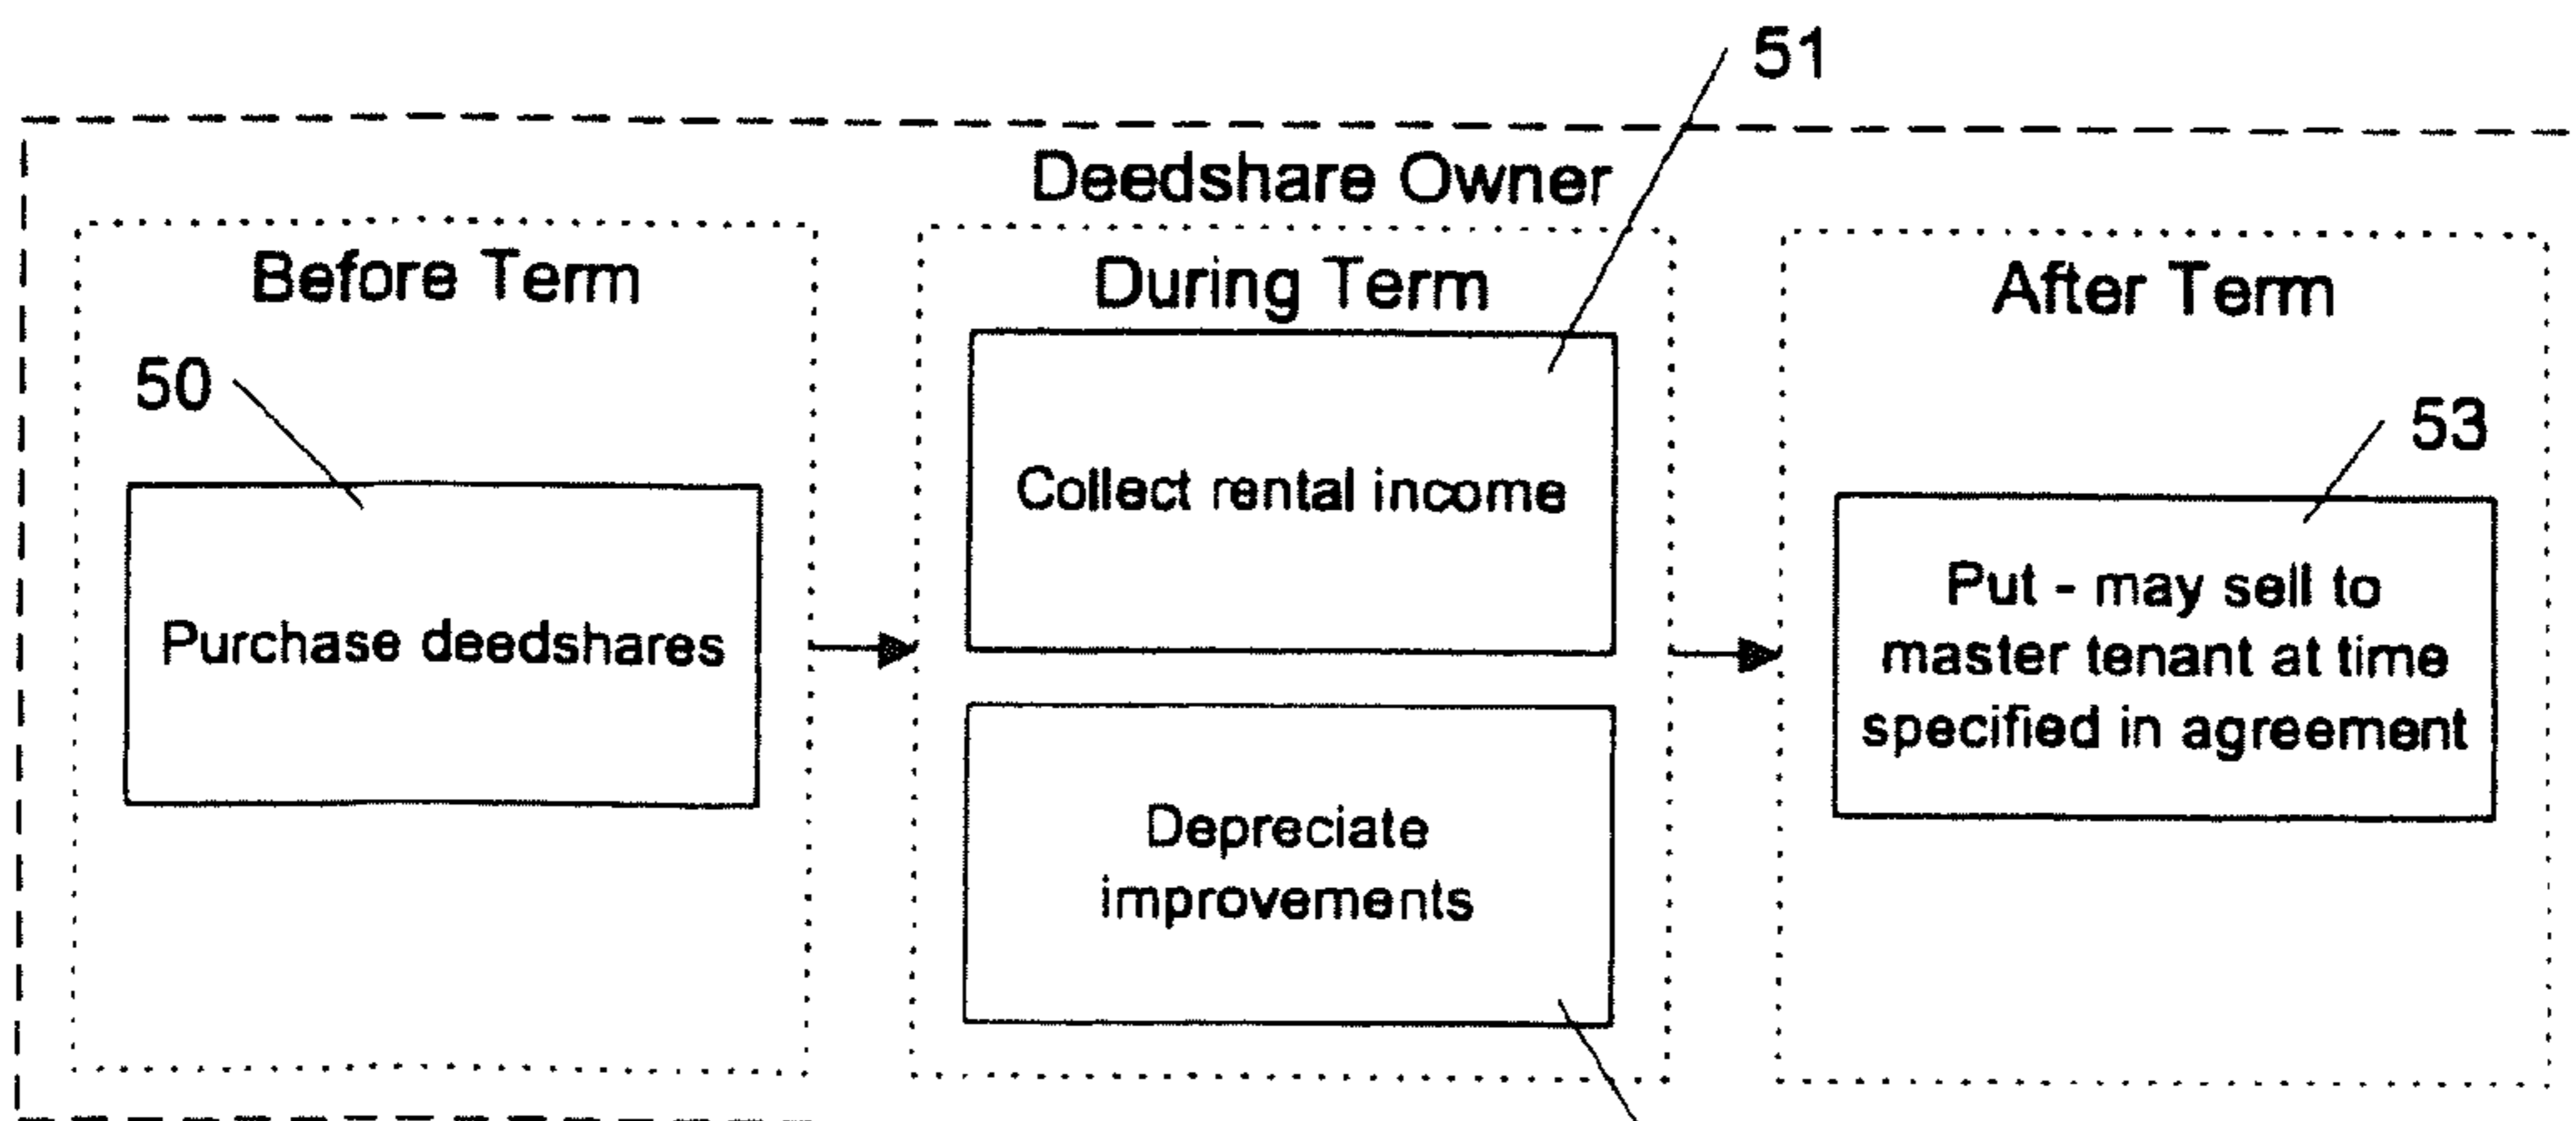 51
Deedshare Owner
Before Term
During Term
After Term
50
53
Purchase deedshares
Collect rental income
Depreciate
improvements
Put - may sell to
master tenant at time
specified in agreement